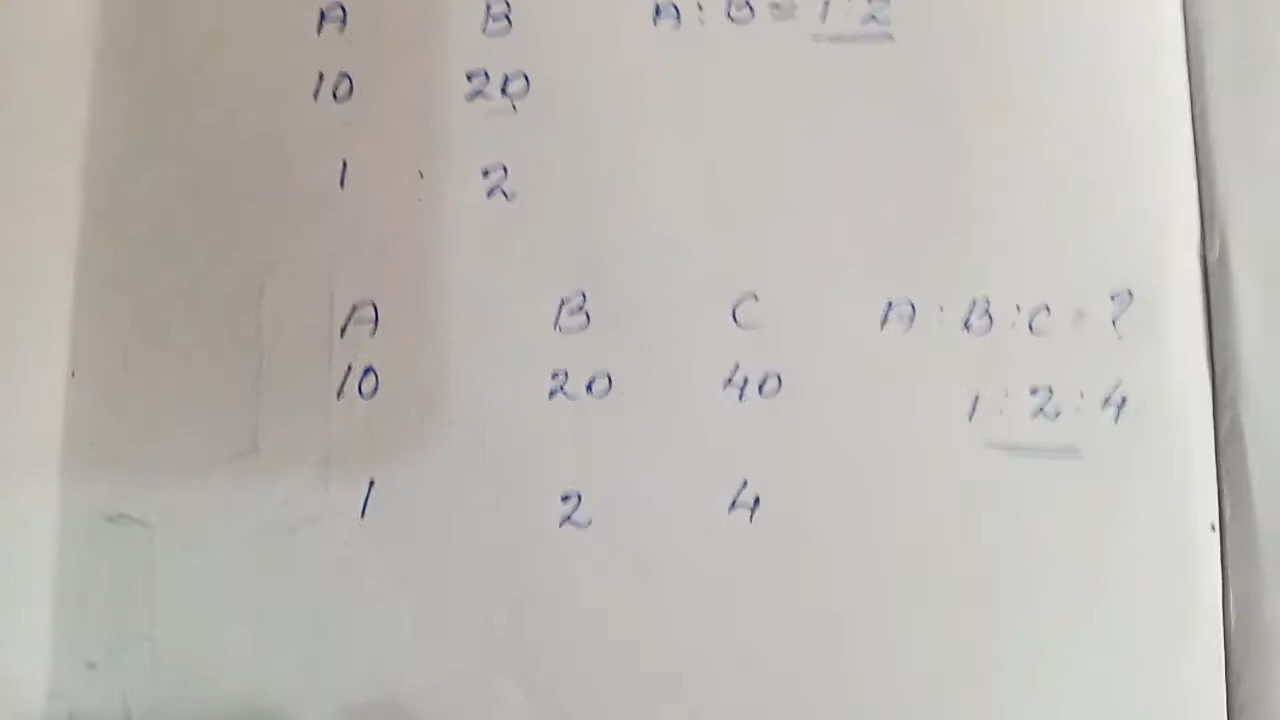 A B A : B = 1 : 2
10 20
1 : 2
A B C A : B : C = ?
10 20 40
1 : 2 : 4
1 2 4